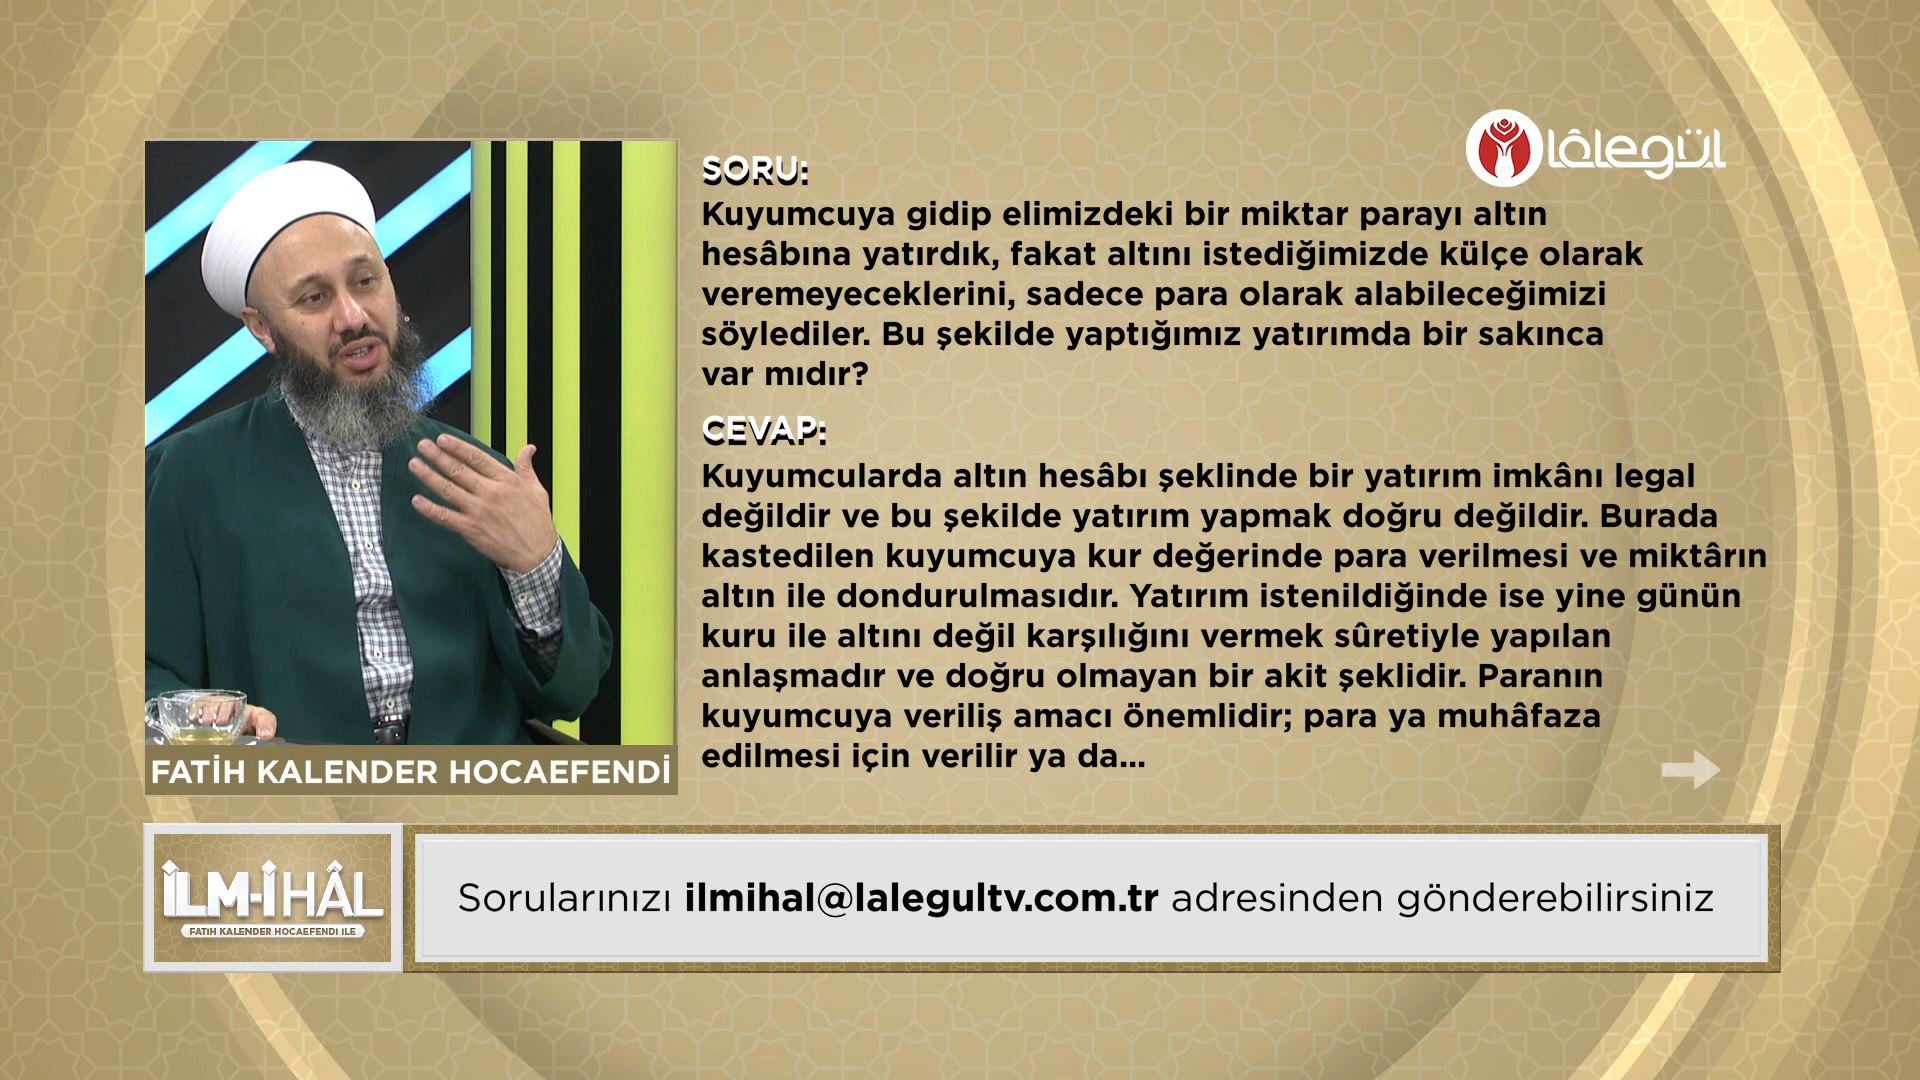 lâlegül
SORU:
Kuyumcuya gidip elimizdeki bir miktar parayı altın
hesâbına yatırdık, fakat altını istediğimizde külçe olarak
veremeyeceklerini, sadece para olarak alabileceğimizi
söylediler. Bu şekilde yaptığımız yatırımda bir sakınca
var mıdır?
CEVAP:
Kuyumcularda altın hesâbı şeklinde bir yatırım imkânı legal
değildir ve bu şekilde yatırım yapmak doğru değildir. Burada
kastedilen kuyumcuya kur değerinde para verilmesi ve miktârın
altın ile dondurulmasıdır. Yatırım istenildiğinde ise yine günün
kuru ile altını değil karşılığını vermek sûretiyle yapılan
anlaşmadır ve doğru olmayan bir akit şeklidir. Paranın
kuyumcuya veriliş amacı önemlidir; para ya muhâfaza
edilmesi için verilir ya da...
FATİH KALENDER HOCAEFENDİ
İLM-İHÂL
FATİH KALENDER HOCAEFENDİ İLE
Sorularınızı ilmihal@lalegultv.com.tr adresinden gönderebilirsiniz